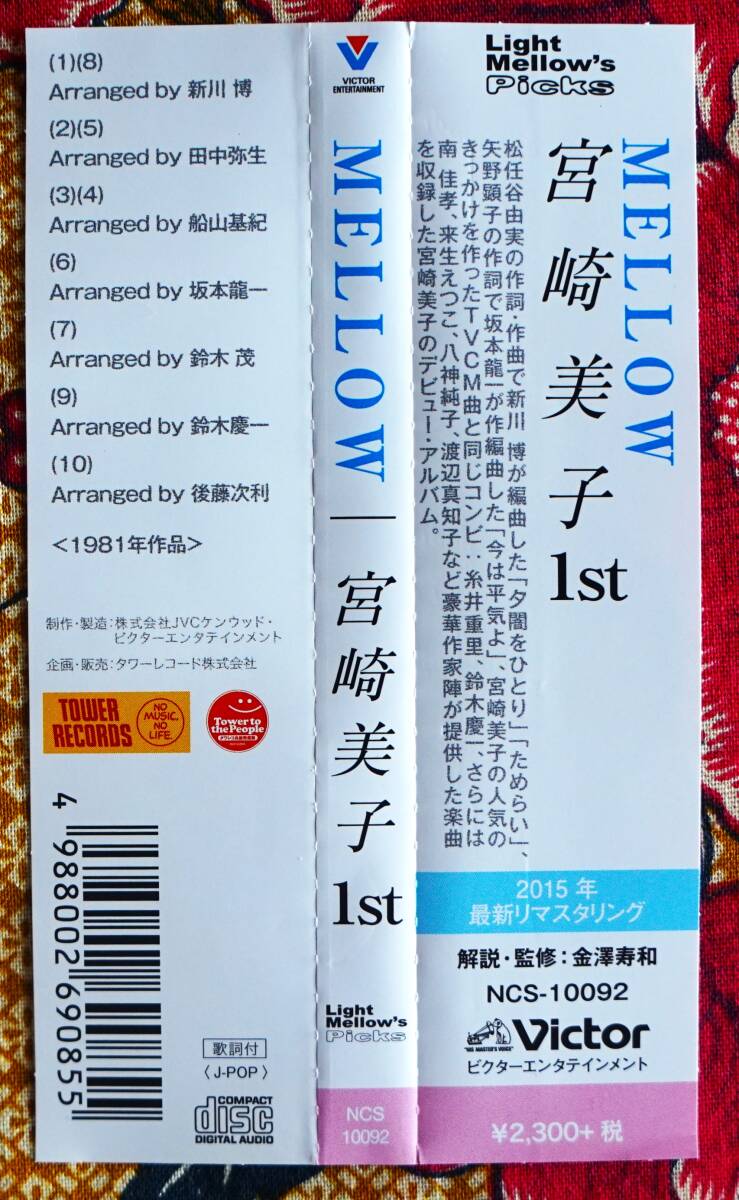 (1)(8)
Arranged by 新川 博
(2)(5)
Arranged by 田中弥生
(3)(4)
Arranged by 船山基紀
(6)
Arranged by 坂本龍一
(7)
Arranged by 鈴木 茂
(9)
Arranged by 鈴木慶一
(10)
Arranged by 後藤次利
<1981年作品>
制作・製造：株式会社JVCケンウッド・
ビクターエンタテインメント
企画・販売：タワーレコード株式会社
TOWER
RECORDS
NO
MUSIC,
NO
LIFE.
Tower to
the People
4 988002 690855
歌詞付
〈J-POP〉
COMPACT
disc
DIGITAL AUDIO
VICTOR
ENTERTAINMENT
MELLOW｜宮崎美子 1st
Light
Mellow's
Picks
NCS
10092
Light
Mellow's
Picks
MELLOW
宮崎美子 1st
松任谷由実の作詞・作曲で新川 博が編曲した「夕闇をひとり」「ためらい」、
矢野顕子の作詞で坂本龍一が作編曲した「今は平気よ」、宮崎美子の人気の
きっかけを作ったTVCM曲と同じコンビ：糸井重里、鈴木慶一、さらには
南 佳孝、来生えつこ、八神純子、渡辺真知子など豪華作家陣が提供した楽曲
を収録した宮崎美子のデビュー・アルバム。
2015 年
最新リマスタリング
解説・監修：金澤寿和
NCS-10092
"HIS MASTER'S VOICE"
Victor
ビクターエンタテインメント
¥2,300+ 税